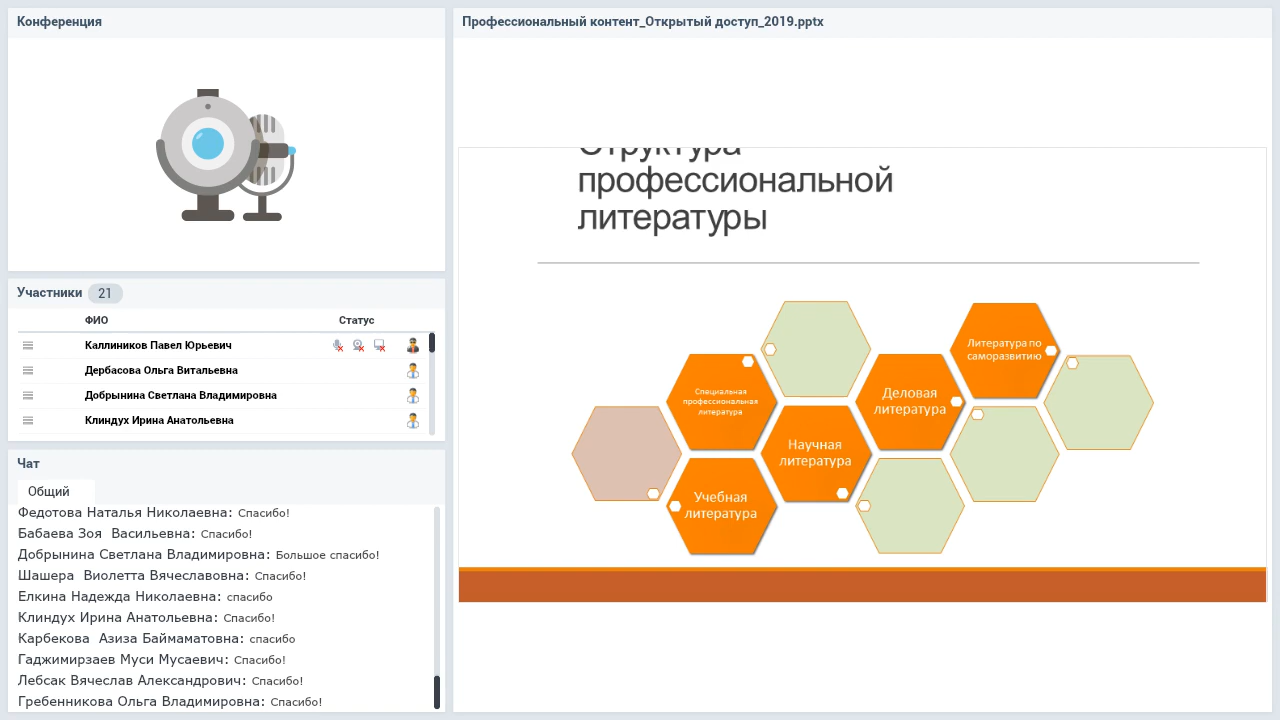 Конференция
Участники 21
ФИО Статус
Каллиников Павел Юрьевич
Дербасова Ольга Витальевна
Добрынина Светлана Владимировна
Клиндух Ирина Анатольевна
Чат
Общий
Федотова Наталья Николаевна: Спасибо!
Бабаева Зоя Васильевна: Спасибо!
Добрынина Светлана Владимировна: Большое спасибо!
Шашера Виолетта Вячеславовна: Спасибо!
Елкина Надежда Николаевна: спасибо
Клиндух Ирина Анатольевна: Спасибо!
Карбекова Азиза Баймаматовна: спасибо
Гаджимирзаев Муси Мусаевич: Спасибо!
Лебсак Вячеслав Александрович: Спасибо!
Гребенникова Ольга Владимировна: Спасибо!
Профессиональный контент_Открытый доступ_2019.pptx
Структура
профессиональной
литературы
Специальная
профессиональная
литература
Учебная
литература
Научная
литература
Деловая
литература
Литература по
саморазвитию